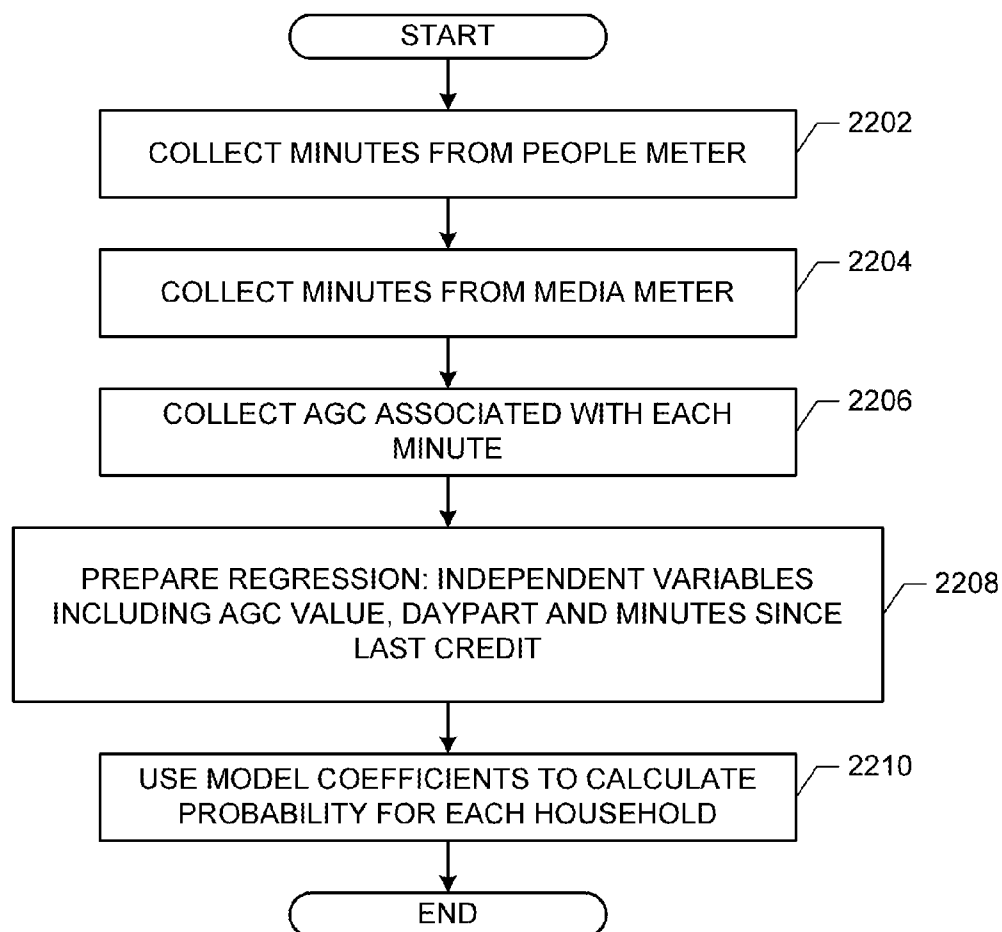 START
COLLECT MINUTES FROM PEOPLE METER
2202
COLLECT MINUTES FROM MEDIA METER
2204
COLLECT AGC ASSOCIATED WITH EACH
MINUTE
2206
PREPARE REGRESSION: INDEPENDENT VARIABLES
INCLUDING AGC VALUE, DAYPART AND MINUTES SINCE
LAST CREDIT
2208
USE MODEL COEFFICIENTS TO CALCULATE
PROBABILITY FOR EACH HOUSEHOLD
2210
END